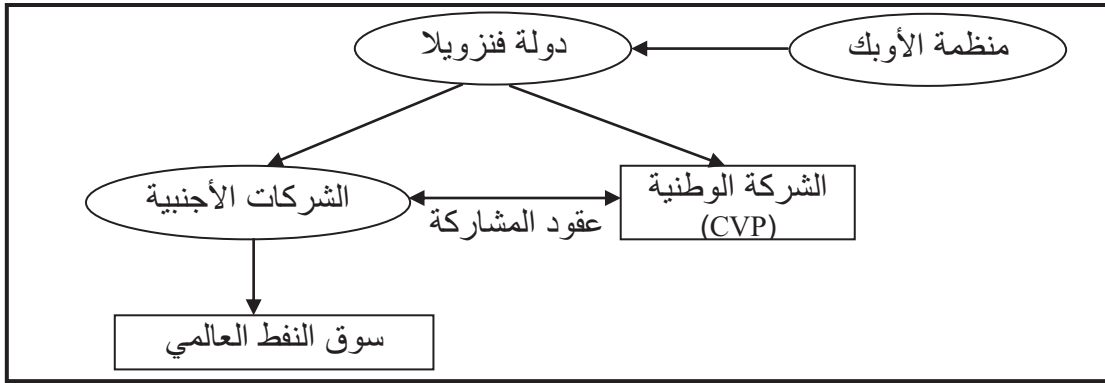 منظمة الأوبك
دولة فنزويلا
الشركة الوطنية
(CVP)
عقود المشاركة
الشركات الأجنبية
سوق النفط العالمي